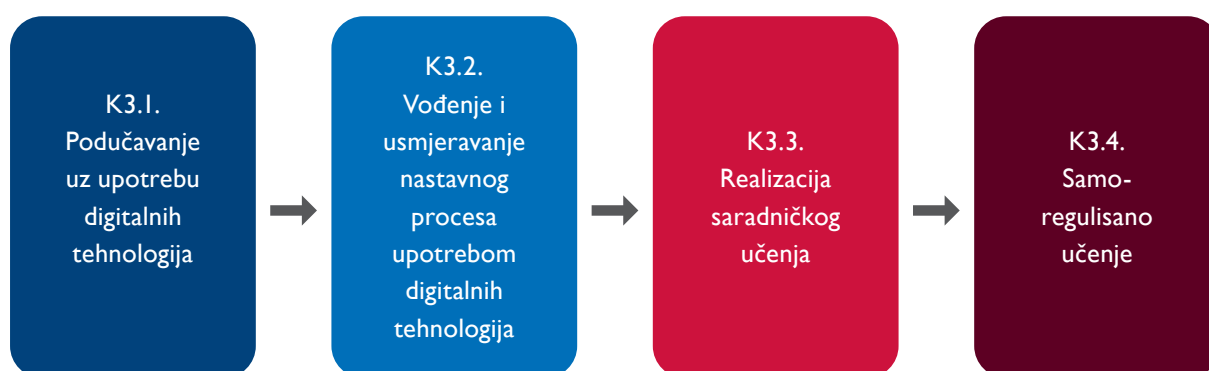 K3.1.
Podučavanje
uz upotrebu
digitalnih
tehnologija
K3.2.
Vođenje i
usmjeravanje
nastavnog
procesa
upotrebom
digitalnih
tehnologija
K3.3.
Realizacija
saradničkog
učenja
K3.4.
Samo-
regulisano
učenje